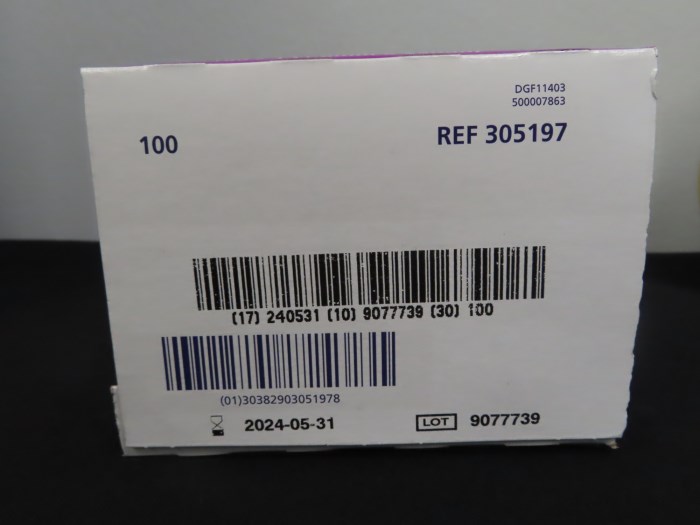 DGF11403
500007863
100
REF 305197
(17) 240531 (10) 9077739 (30) 100
(01)30382903051978
2024-05-31
LOT 9077739